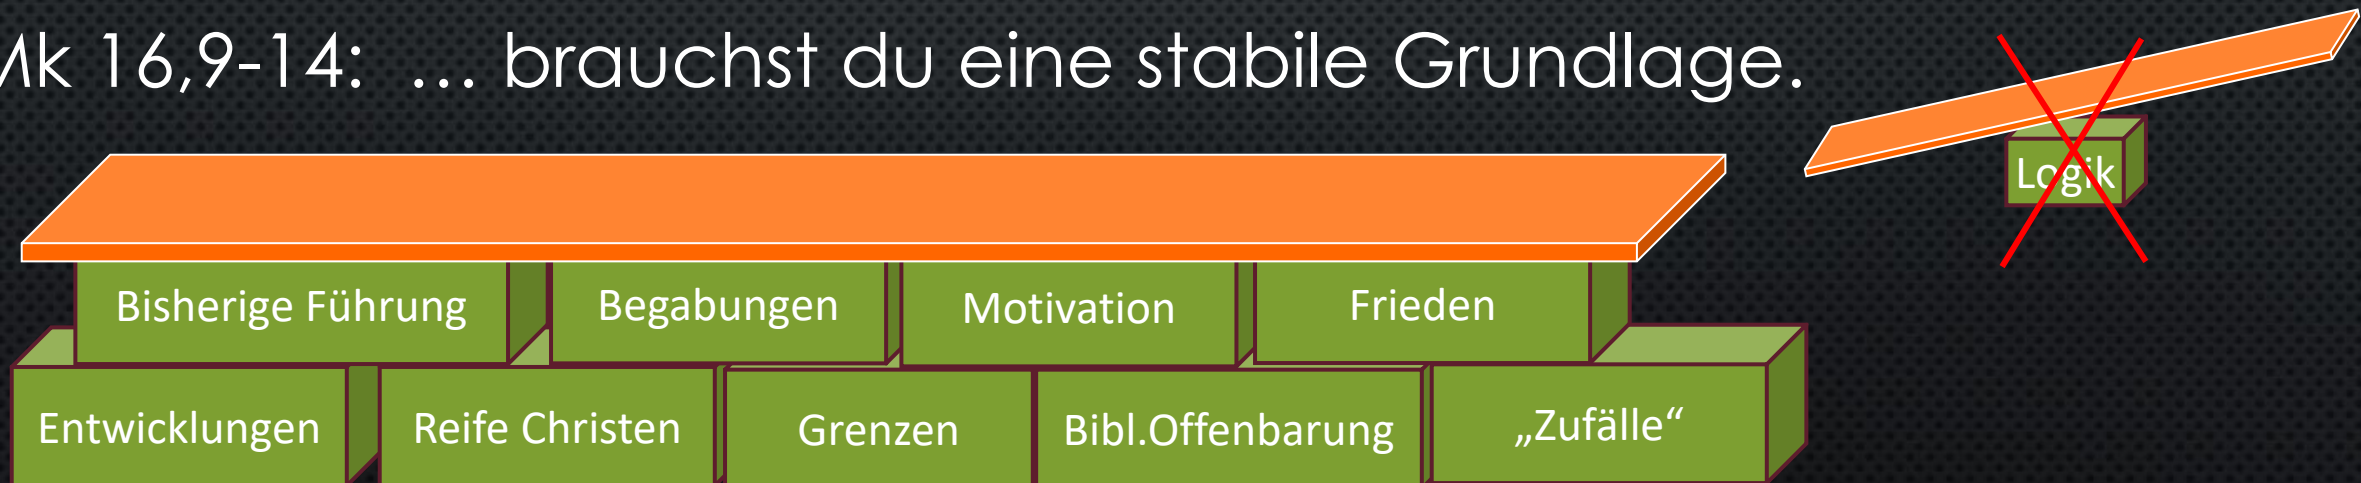 Mk 16,9-14: … brauchst du eine stabile Grundlage.
Logik
Bisherige Führung
Begabungen
Motivation
Frieden
Entwicklungen
Reife Christen
Grenzen
Bibl.Offenbarung
„Zufälle“